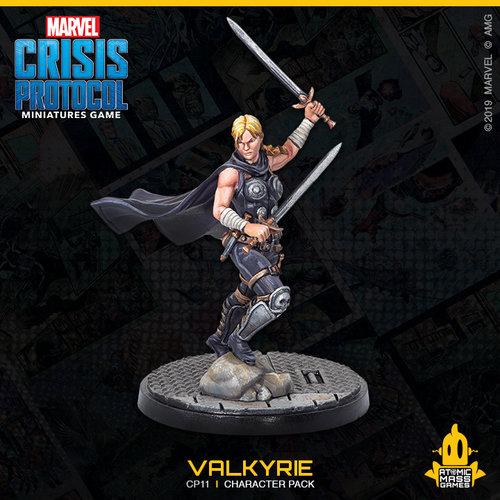 MARVEL
CRISIS
PROTOCOL
MINIATURES GAME
©2019 MARVEL © AMG
VALKYRIE
CP11 | CHARACTER PACK
ATOMIC
MASS
GAMES